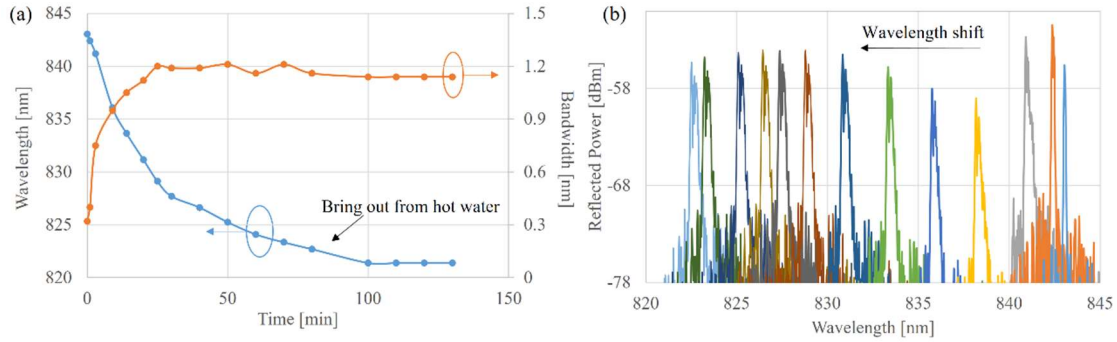 (a)
845
840
835
830
825
820
Wavelength [nm]
1.5
1.2
0.9
0.6
0.3
0
Bandwidth [nm]
Bring out from hot water
0 50 100 150
Time [min]
(b)
Wavelength shift
-58
-68
-78
Reflected Power [dBm]
820 825 830 835 840 845
Wavelength [nm]